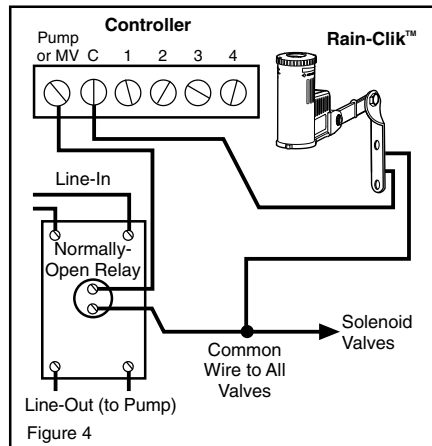 Controller
Rain-Clik™
Pump
or MV
C
1
2
3
4
Line-In
Normally-
Open Relay
Solenoid
Valves
Common
Wire to All
Valves
Line-Out (to Pump)
Figure 4